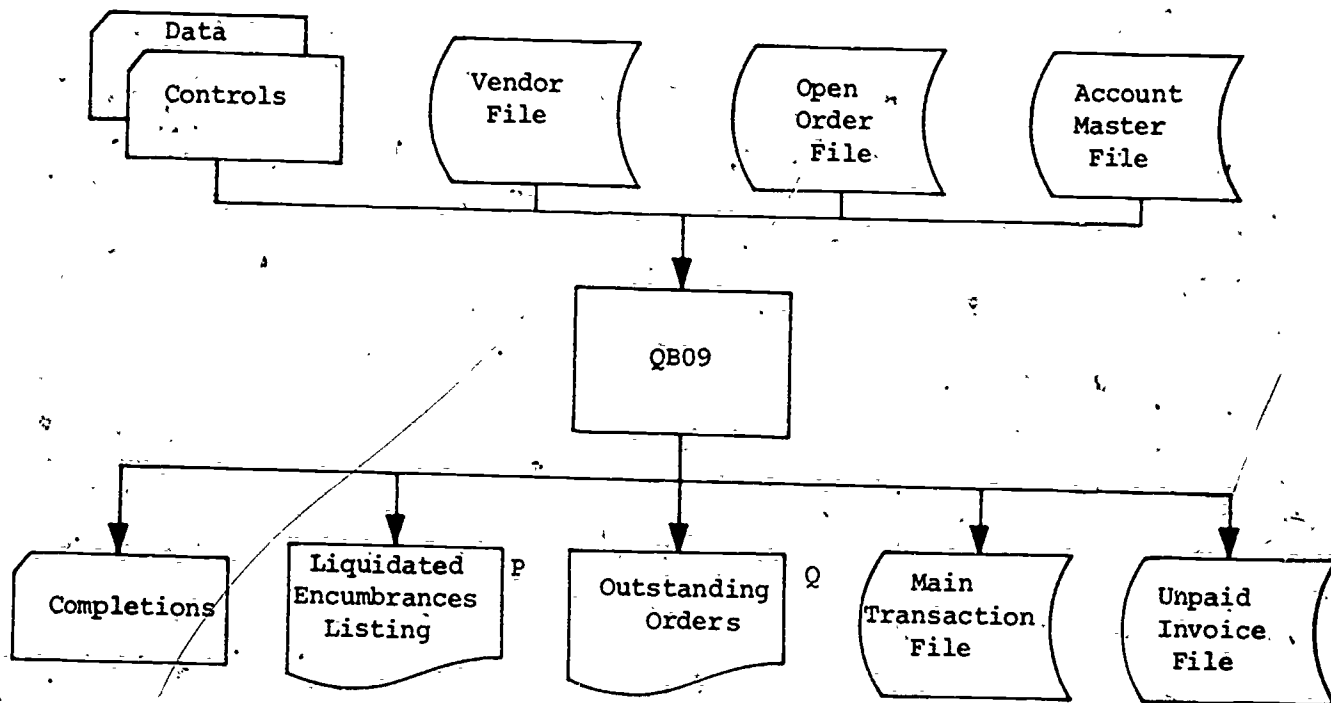 Data
Controls
Vendor
File
Open
Order
File
Account
Master
File
QB09
Completions
Liquidated
Encumbrances
Listing
P
Outstanding
Orders
Q
Main
Transaction
File
Unpaid
Invoice
File